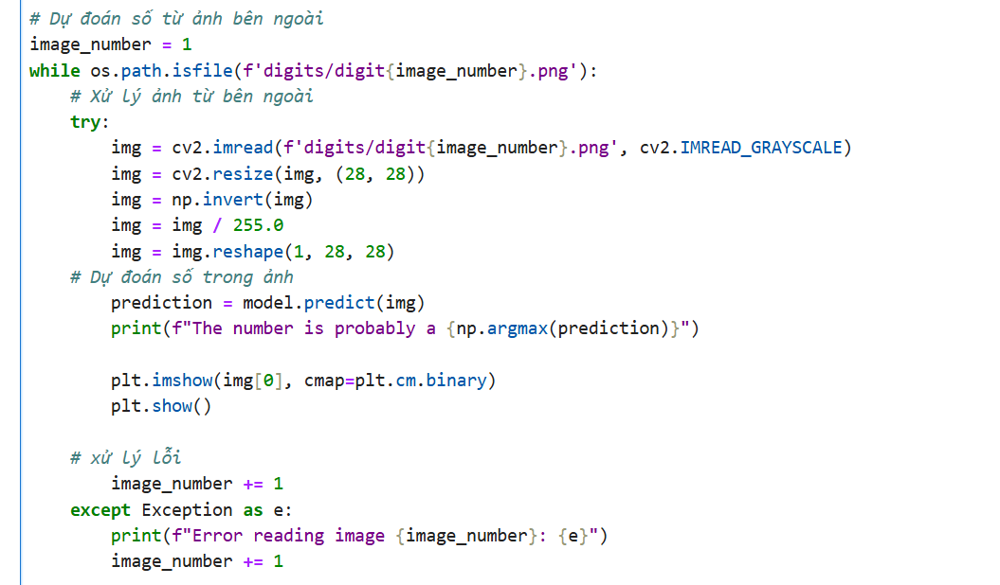 # Dự đoán số từ ảnh bên ngoài
image_number = 1
while os.path.isfile(f'digits/digit{image_number}.png'):
    # Xử lý ảnh từ bên ngoài
    try:
        img = cv2.imread(f'digits/digit{image_number}.png', cv2.IMREAD_GRAYSCALE)
        img = cv2.resize(img, (28, 28))
        img = np.invert(img)
        img = img / 255.0
        img = img.reshape(1, 28, 28)
    # Dự đoán số trong ảnh
        prediction = model.predict(img)
        print(f"The number is probably a {np.argmax(prediction)}")

        plt.imshow(img[0], cmap=plt.cm.binary)
        plt.show()

    # xử lý lỗi
        image_number += 1
    except Exception as e:
        print(f"Error reading image {image_number}: {e}")
        image_number += 1